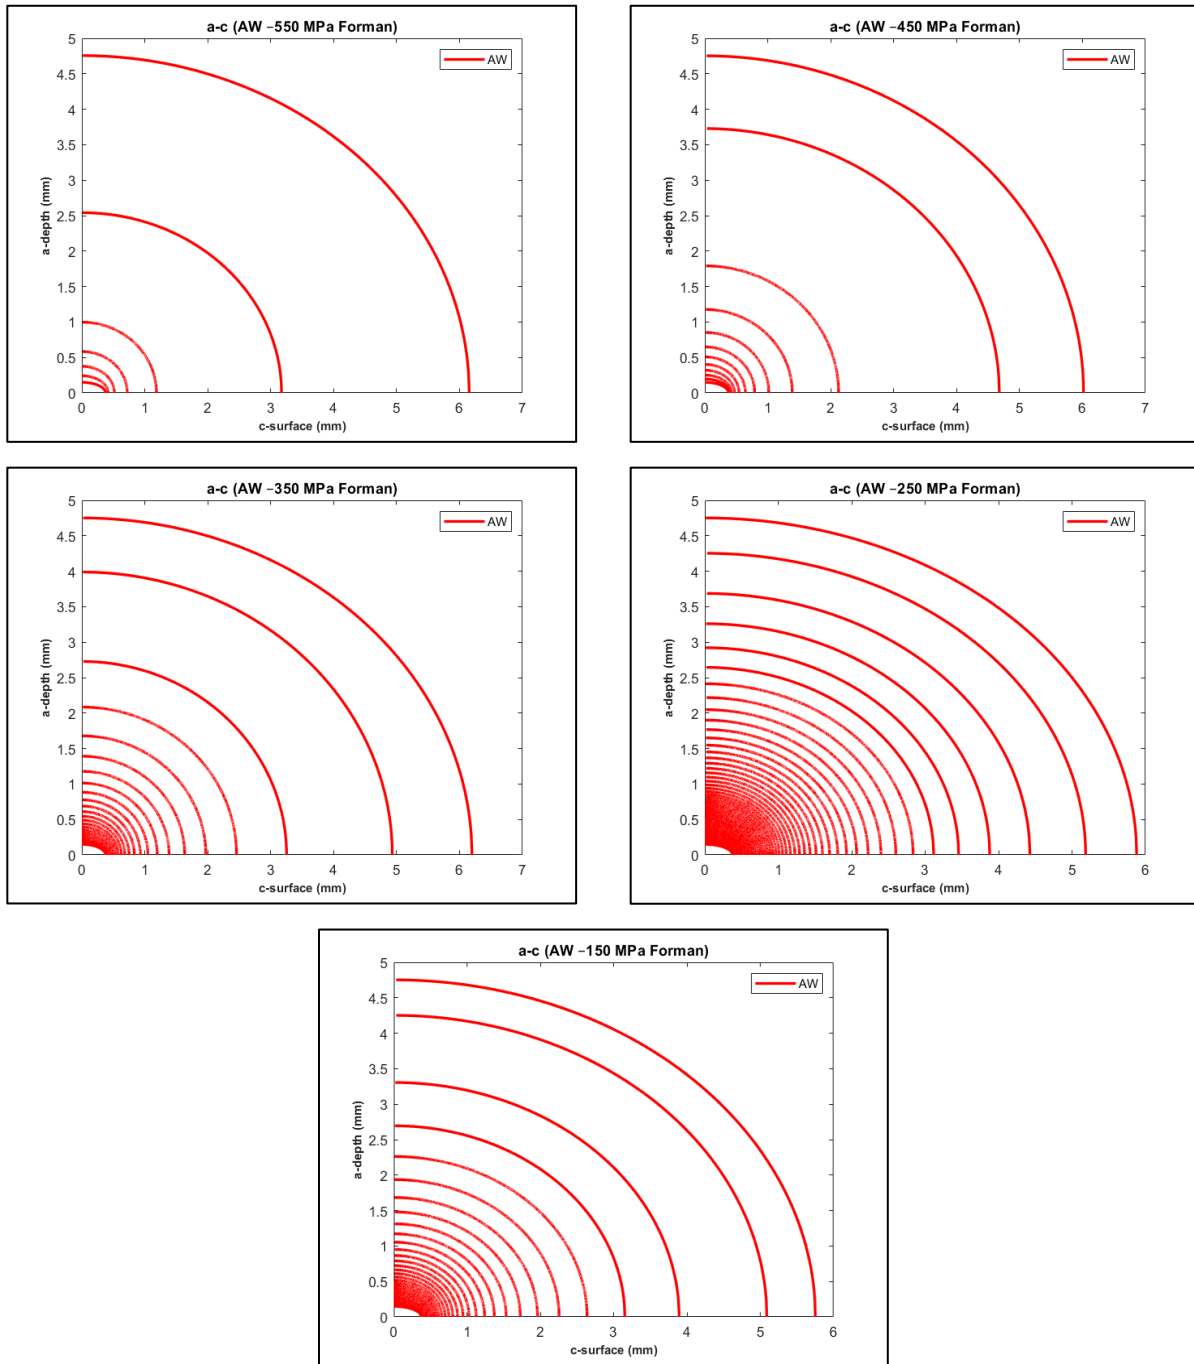 a-c (AW –550 MPa Forman)
AW
5
4.5
4
3.5
3
2.5
2
1.5
1
0.5
0
a-depth (mm)
0 1 2 3 4 5 6 7
c-surface (mm)
a-c (AW –450 MPa Forman)
AW
5
4.5
4
3.5
3
2.5
2
1.5
1
0.5
0
a-depth (mm)
0 1 2 3 4 5 6 7
c-surface (mm)
a-c (AW –350 MPa Forman)
AW
5
4.5
4
3.5
3
2.5
2
1.5
1
0.5
0
a-depth (mm)
0 1 2 3 4 5 6 7
c-surface (mm)
a-c (AW –250 MPa Forman)
AW
5
4.5
4
3.5
3
2.5
2
1.5
1
0.5
0
a-depth (mm)
0 1 2 3 4 5 6
c-surface (mm)
a-c (AW –150 MPa Forman)
AW
5
4.5
4
3.5
3
2.5
2
1.5
1
0.5
0
a-depth (mm)
0 1 2 3 4 5 6
c-surface (mm)